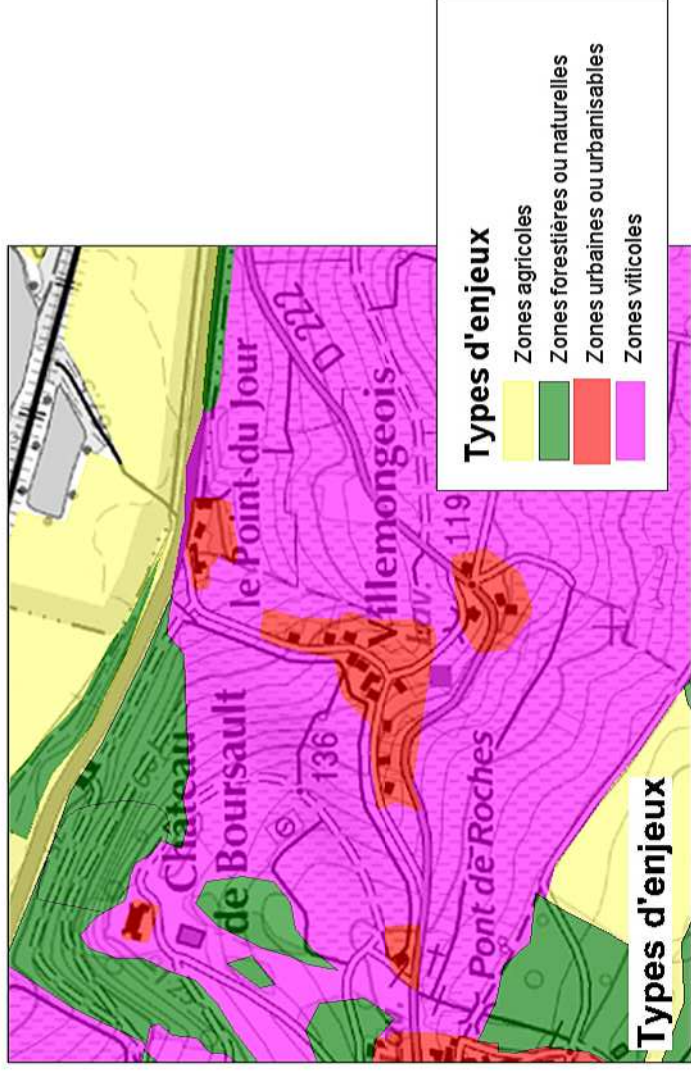 le Point du Jour
D 222
Villemongeois
Lav.
119
Château
de Boursault
136
Pont de Roches
Types d'enjeux
Types d'enjeux
Zones agricoles
Zones forestières ou naturelles
Zones urbaines ou urbanisables
Zones viticoles